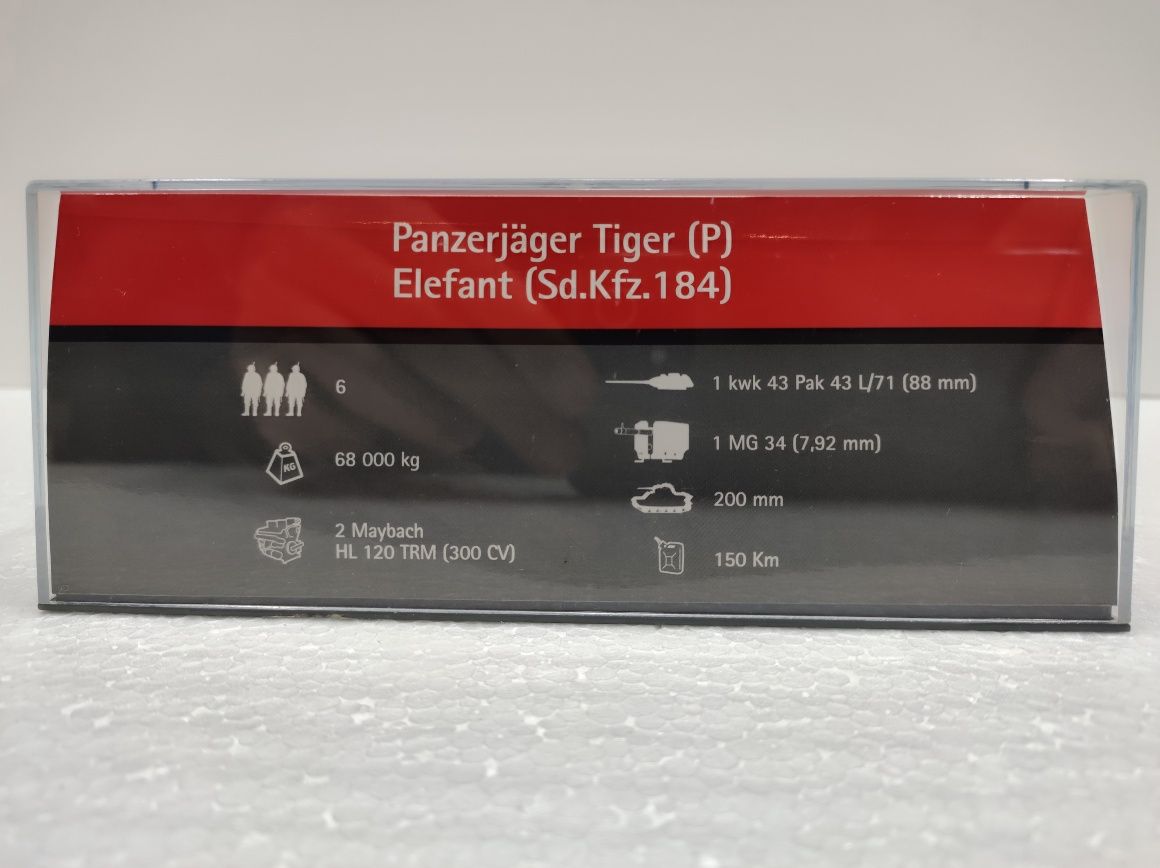 Panzerjäger Tiger (P)
Elefant (Sd.Kfz.184)
6
KG
68 000 kg
2 Maybach
HL 120 TRM (300 CV)
1 kwk 43 Pak 43 L/71 (88 mm)
1 MG 34 (7,92 mm)
200 mm
150 Km